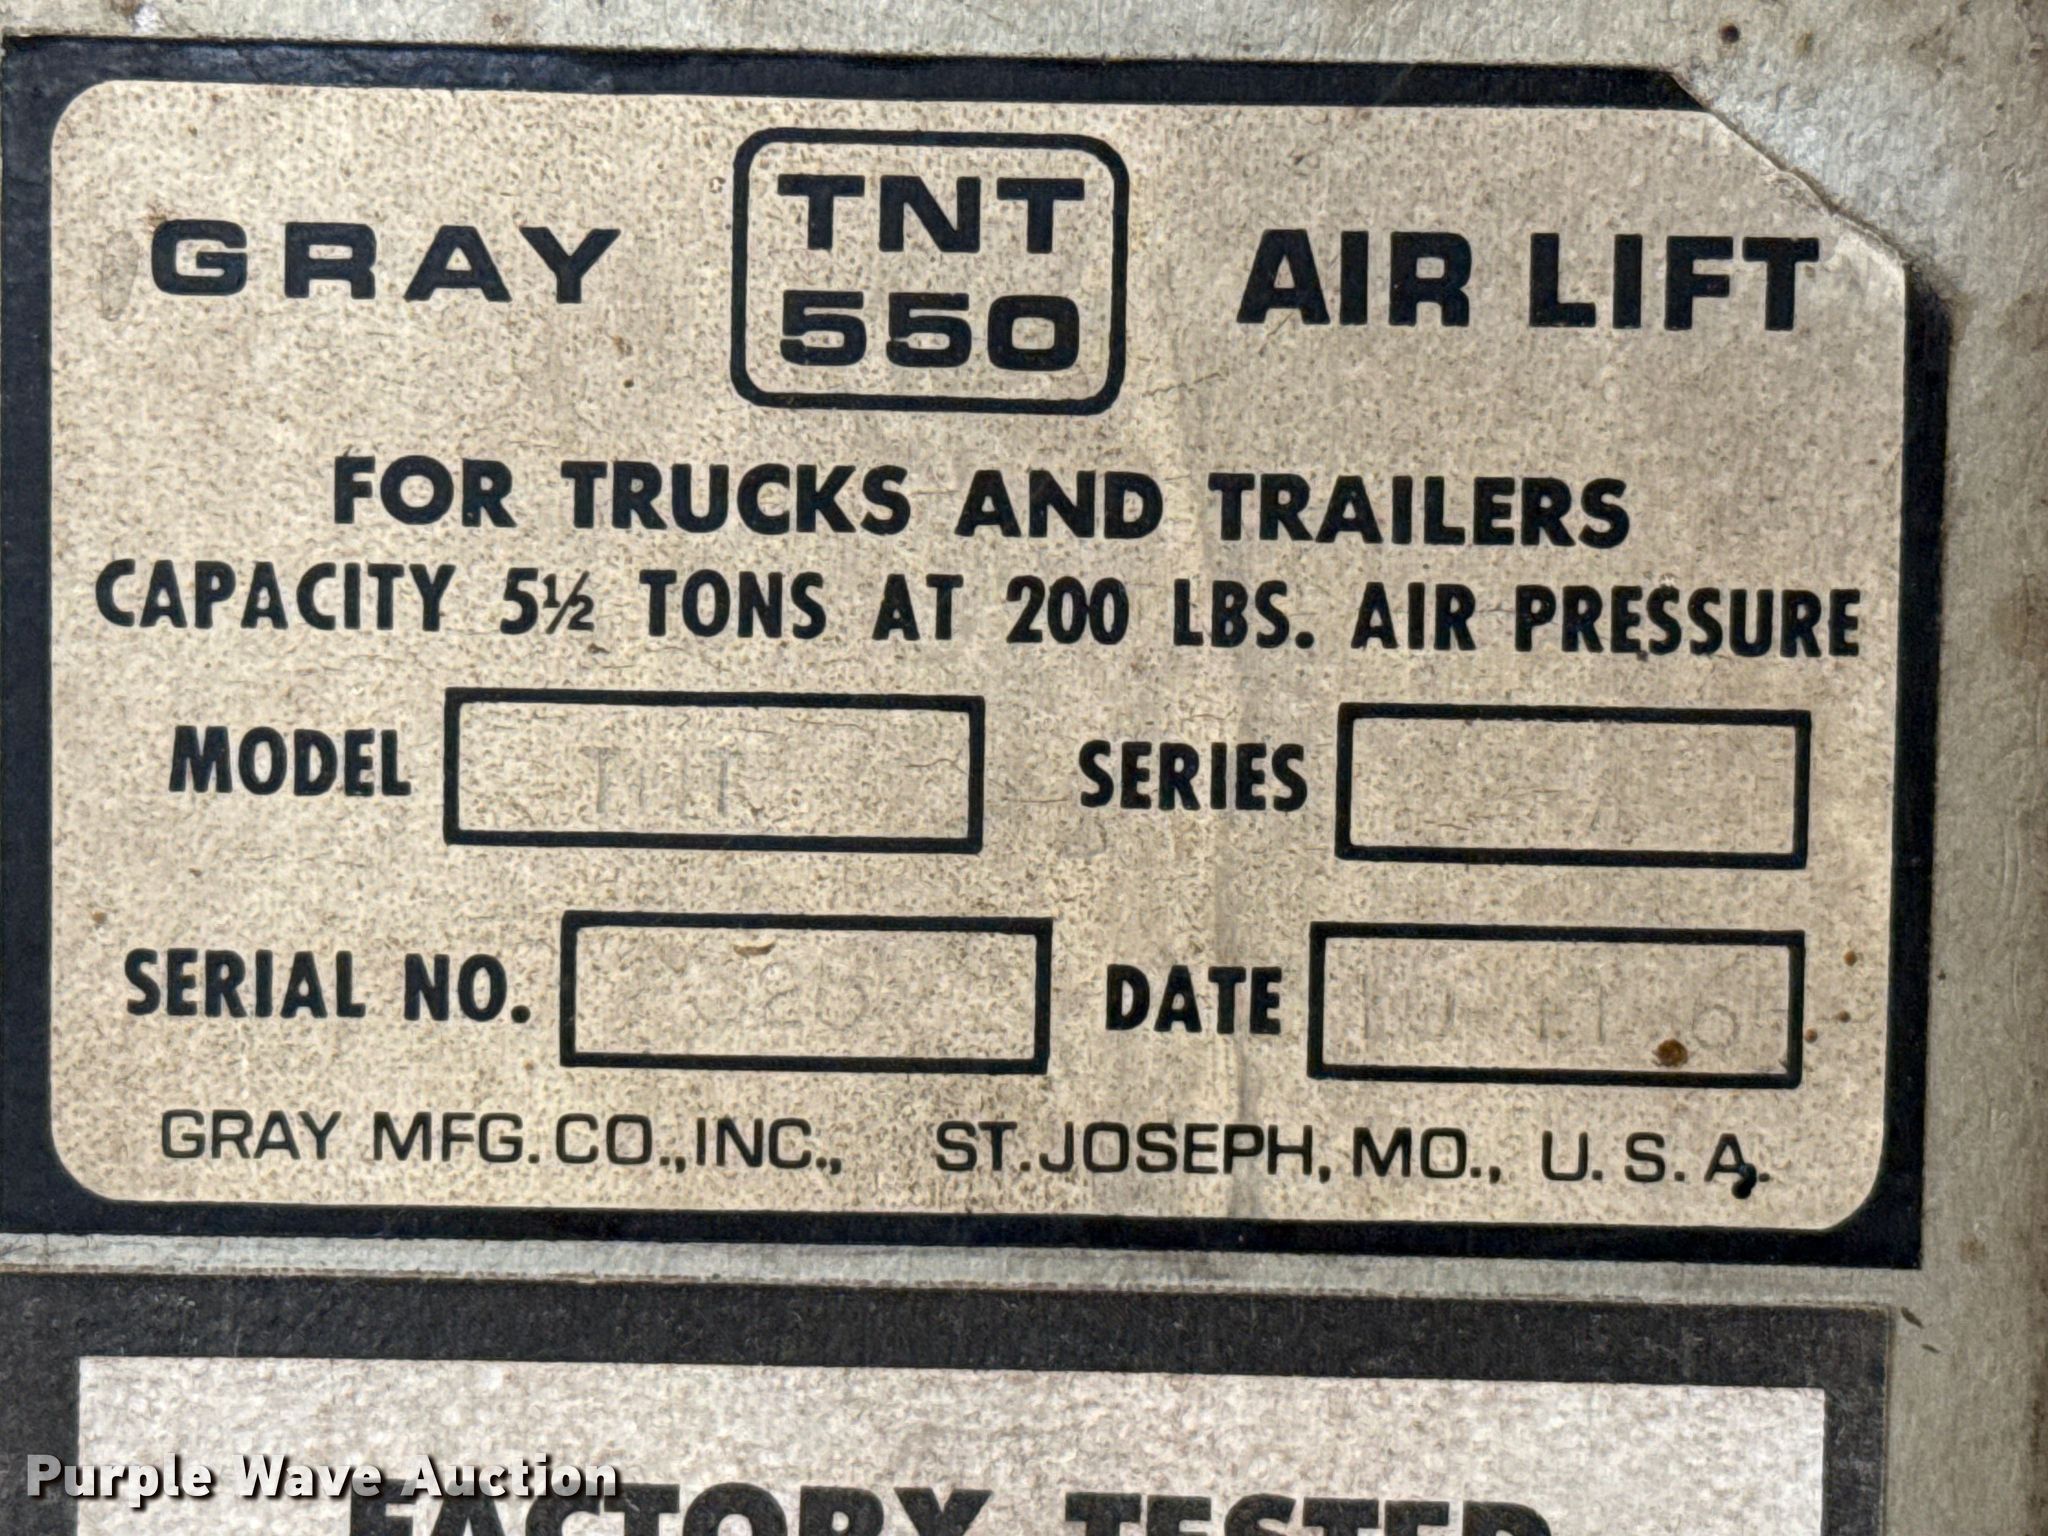 GRAY TNT 550 AIR LIFT
FOR TRUCKS AND TRAILERS
CAPACITY 5½ TONS AT 200 LBS. AIR PRESSURE
MODEL SERIES
SERIAL NO. DATE
GRAY MFG. CO., INC., ST. JOSEPH, MO., U. S. A.
FACTORY TESTED
Purple Wave Auction